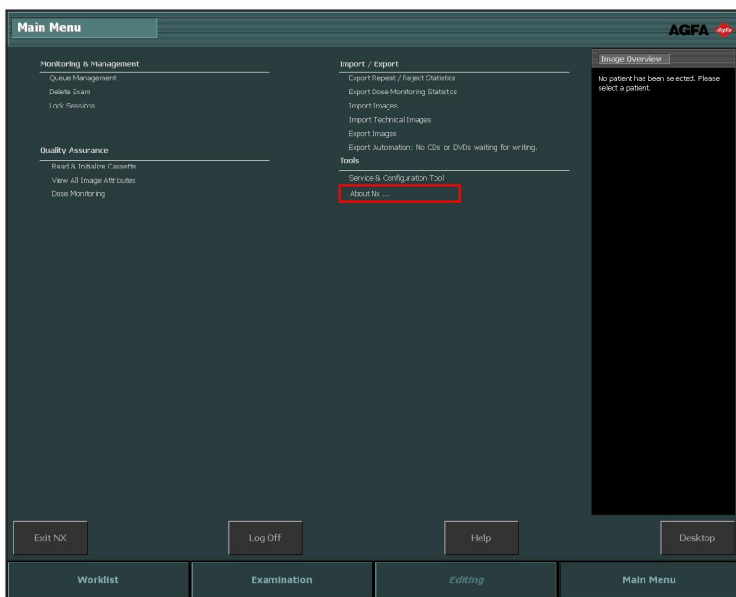 Main Menu
AGFA
Monitoring & Management
Queue Management
Delete Exam
Lock Sessions
Quality Assurance
Read & Initialize Cassette
View All Image Attributes
Dose Monitoring
Import / Export
Export Repeat / Reject Statistics
Export Dose Monitoring Statistics
Import Images
Import Technical Images
Export Images
Export Automation: No CDs or DVDs waiting for writing.
Tools
Service & Configuration Tool
About Nx ...
Image Overview
No patient has been selected. Please
select a patient.
Exit NX
Log Off
Help
Desktop
Worklist
Examination
Editing
Main Menu